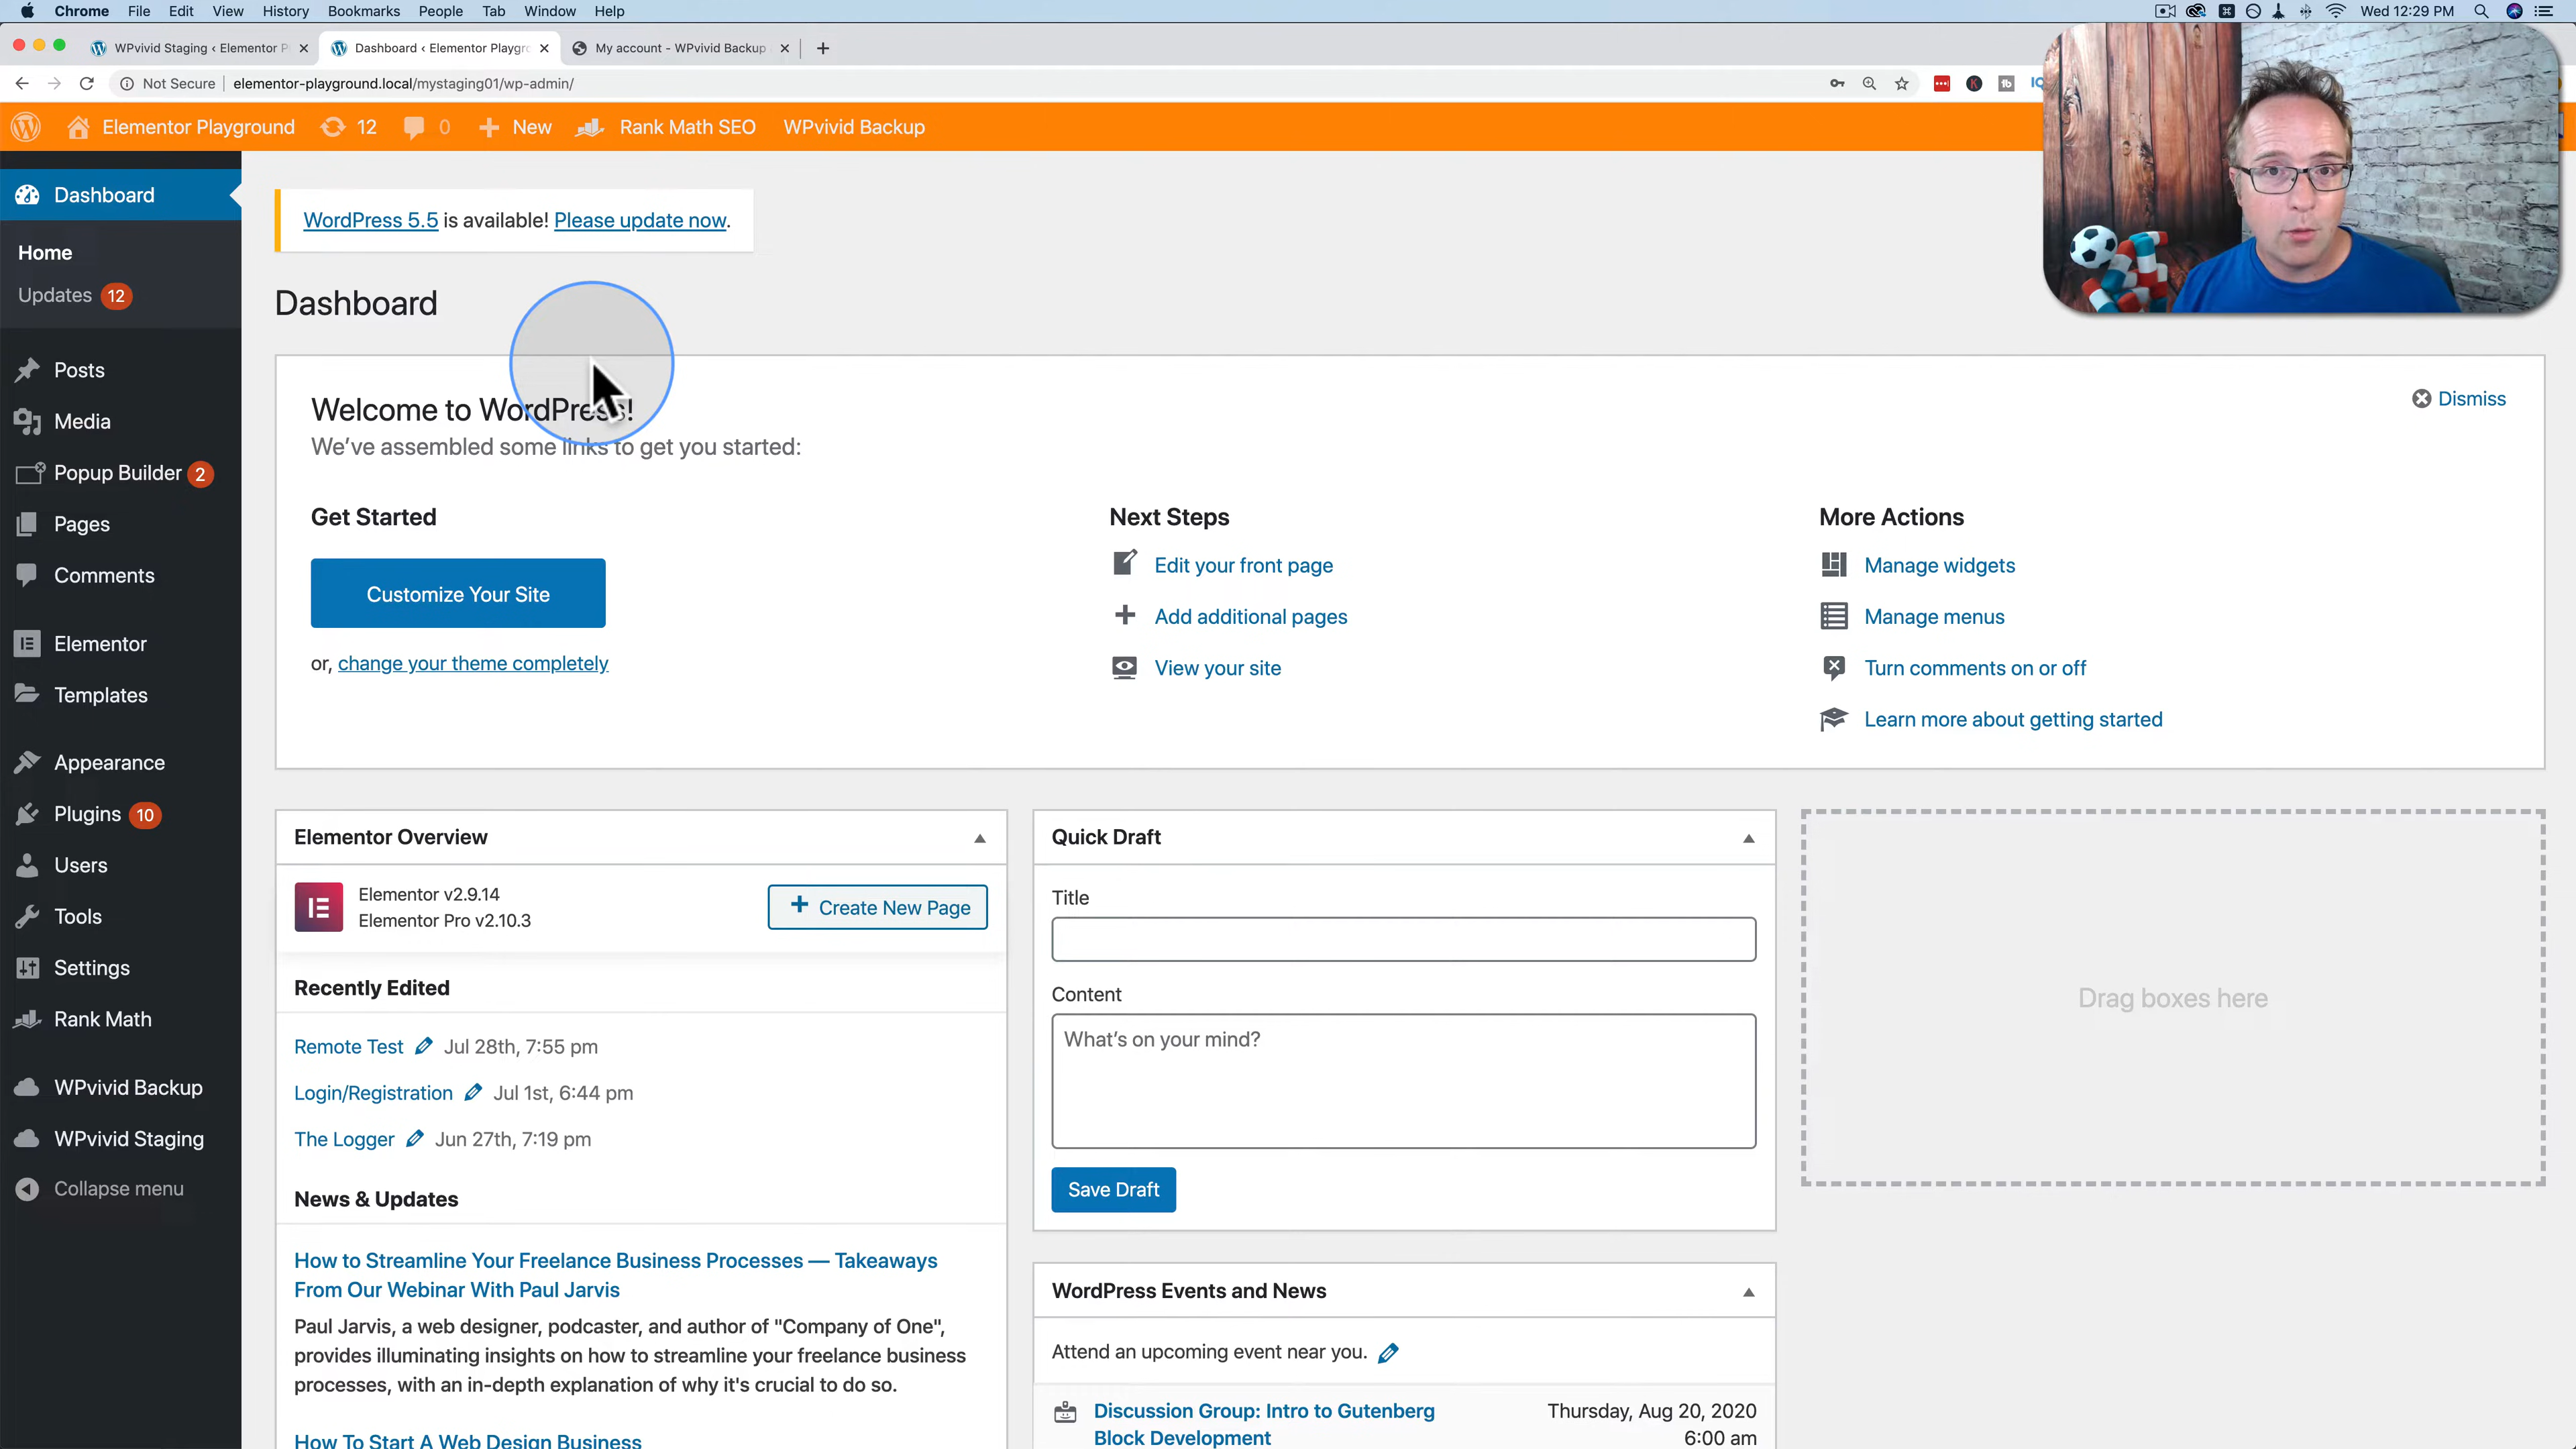 Chrome File Edit View History Bookmarks People Tab Window Help Wed 12:29 PM
WPvivid Staging ‹ Elementor P Dashboard ‹ Elementor Playgro My account - WPvivid Backup
Not Secure elementor-playground.local/mystaging01/wp-admin/
Elementor Playground 12 0 New Rank Math SEO WPvivid Backup
Dashboard
Home
Updates 12
Posts
Media
Popup Builder 2
Pages
Comments
Elementor
Templates
Appearance
Plugins 10
Users
Tools
Settings
Rank Math
WPvivid Backup
WPvivid Staging
Collapse menu
WordPress 5.5 is available! Please update now.
Dashboard
Welcome to WordPress!
We’ve assembled some links to get you started:
Dismiss
Get Started
Customize Your Site
or, change your theme completely
Next Steps
Edit your front page
Add additional pages
View your site
More Actions
Manage widgets
Manage menus
Turn comments on or off
Learn more about getting started
Elementor Overview
Elementor v2.9.14
Elementor Pro v2.10.3
Create New Page
Recently Edited
Remote Test Jul 28th, 7:55 pm
Login/Registration Jul 1st, 6:44 pm
The Logger Jun 27th, 7:19 pm
News & Updates
How to Streamline Your Freelance Business Processes — Takeaways
From Our Webinar With Paul Jarvis
Paul Jarvis, a web designer, podcaster, and author of "Company of One",
provides illuminating insights on how to streamline your freelance business
processes, with an in-depth explanation of why it's crucial to do so.
How To Start A Web Design Business
Quick Draft
Title
Content
What’s on your mind?
Save Draft
WordPress Events and News
Attend an upcoming event near you.
Discussion Group: Intro to Gutenberg
Block Development
Thursday, Aug 20, 2020
6:00 am
Drag boxes here